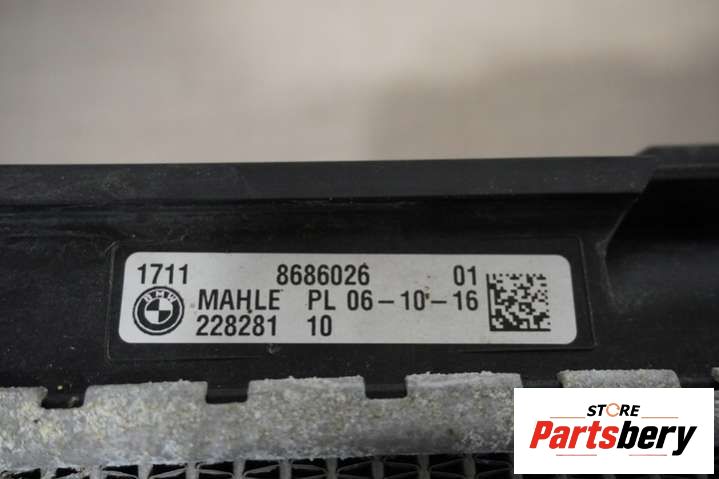 1711 8686026 01
BMW MAHLE PL 06-10-16
228281 10
STORE
Partsbery